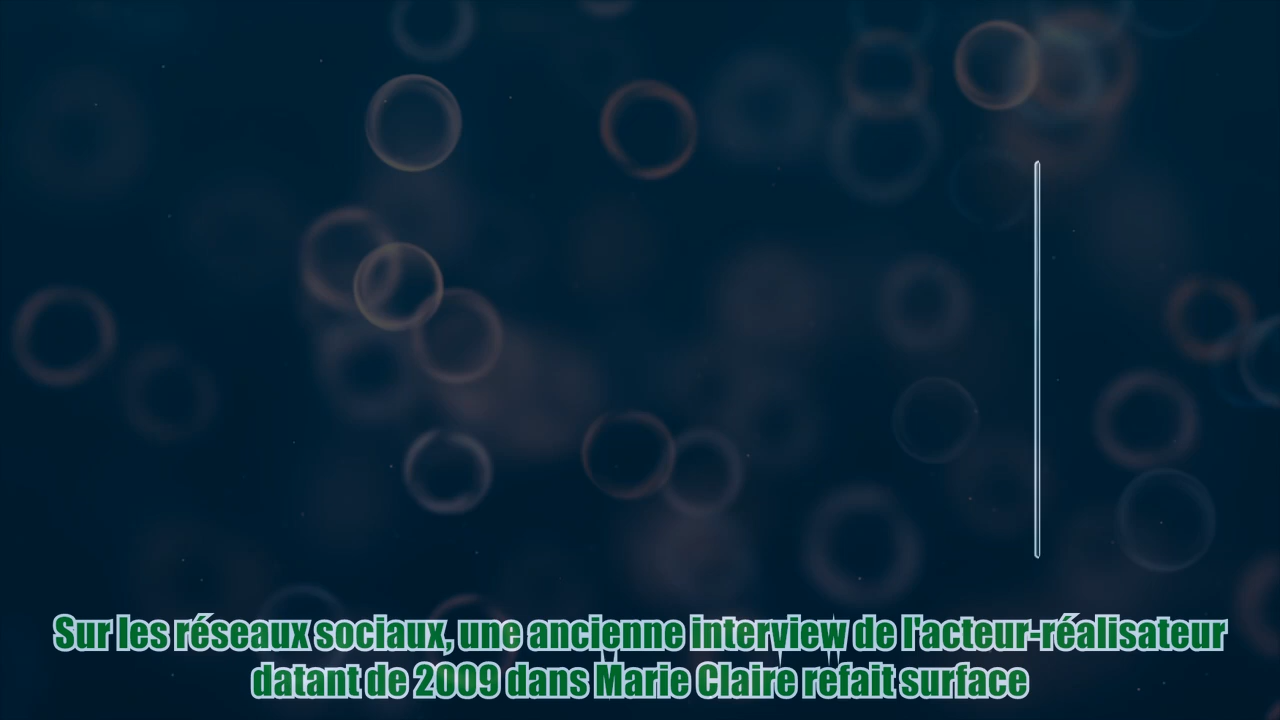 Sur les réseaux sociaux, une ancienne interview de l'acteur-réalisateur
datant de 2009 dans Marie Claire refait surface